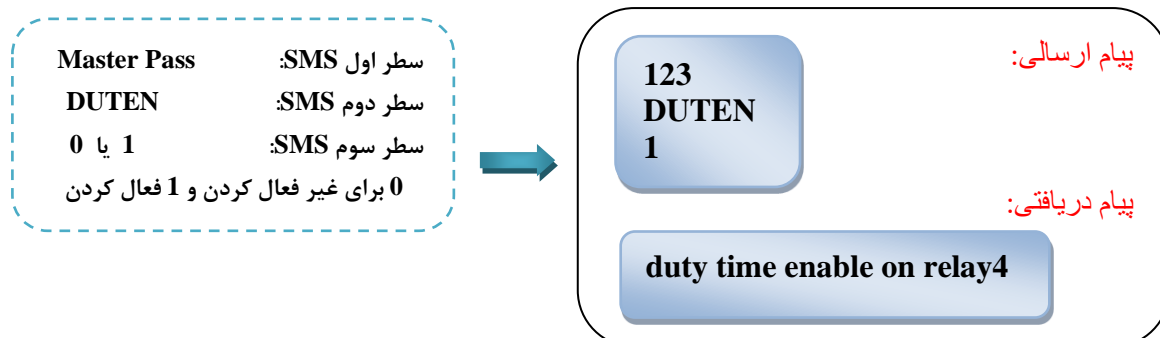 سطر اول SMS: Master Pass
سطر دوم SMS: DUTEN
سطر سوم SMS: 1 یا 0
0 برای غیر فعال کردن و 1 فعال کردن
پیام ارسالی:
123
DUTEN
1
پیام دریافتی:
duty time enable on relay4